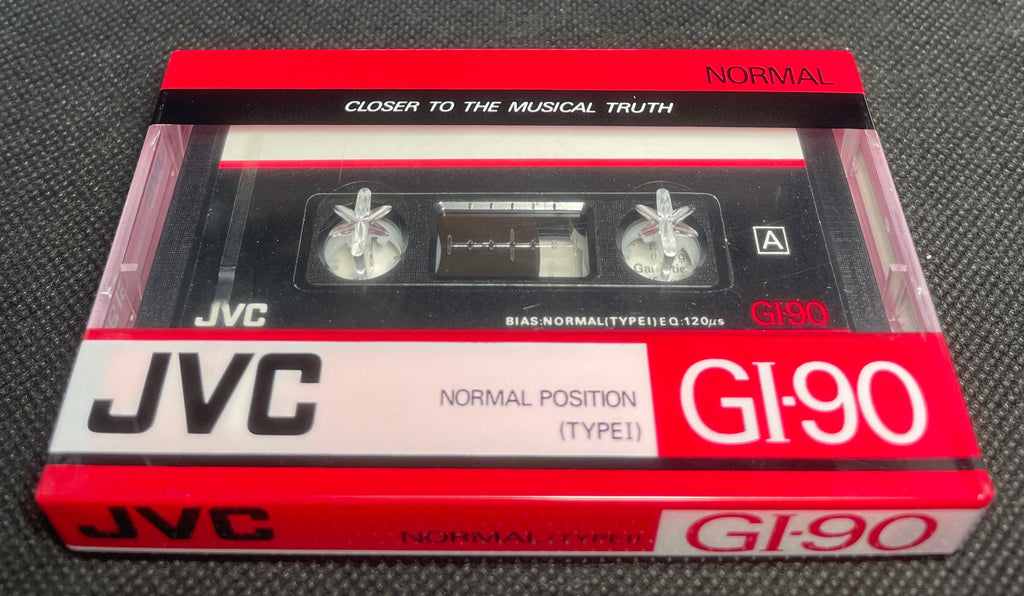 NORMAL
CLOSER TO THE MUSICAL TRUTH
A
JVC
BIAS:NORMAL(TYPEI) EQ:120μs
GI-90
JVC
NORMAL POSITION
(TYPEI)
GI-90
JVC
NORMAL (TYPEI)
GI-90